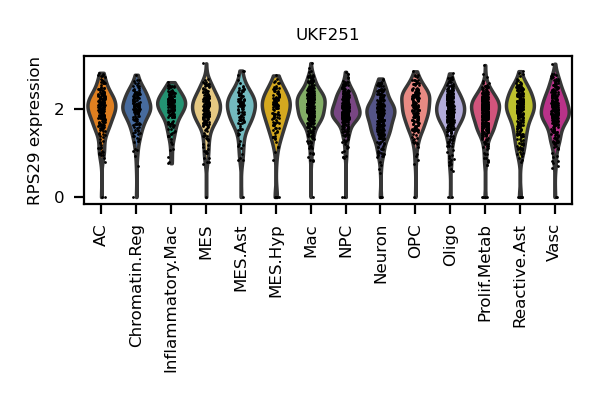 UKF251
RPS29 expression
2
0
AC
Chromatin.Reg
Inflammatory.Mac
MES
MES.Ast
MES.Hyp
Mac
NPC
Neuron
OPC
Oligo
Prolif.Metab
Reactive.Ast
Vasc